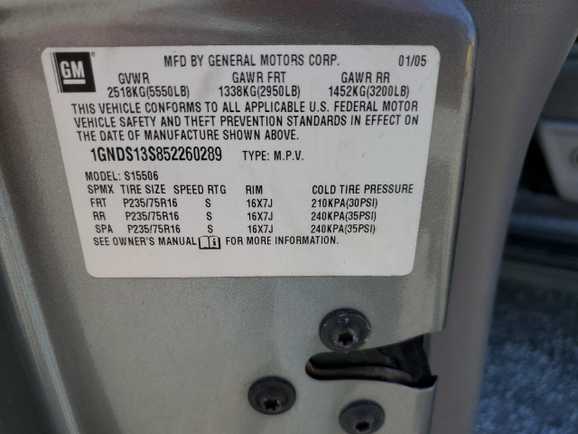 GM
MFD BY GENERAL MOTORS CORP. 01/05
GVWR GAWR FRT GAWR RR
2518KG(5550LB) 1338KG(2950LB) 1452KG(3200LB)
THIS VEHICLE CONFORMS TO ALL APPLICABLE U.S. FEDERAL MOTOR
VEHICLE SAFETY AND THEFT PREVENTION STANDARDS IN EFFECT ON
THE DATE OF MANUFACTURE SHOWN ABOVE.
1GNDS13S852260289 TYPE: M.P.V.
MODEL: S15506
SPMX TIRE SIZE SPEED RTG RIM COLD TIRE PRESSURE
FRT P235/75R16 S 16X7J 210KPA(30PSI)
RR P235/75R16 S 16X7J 240KPA(35PSI)
SPA P235/75R16 S 16X7J 240KPA(35PSI)
SEE OWNER'S MANUAL FOR MORE INFORMATION.